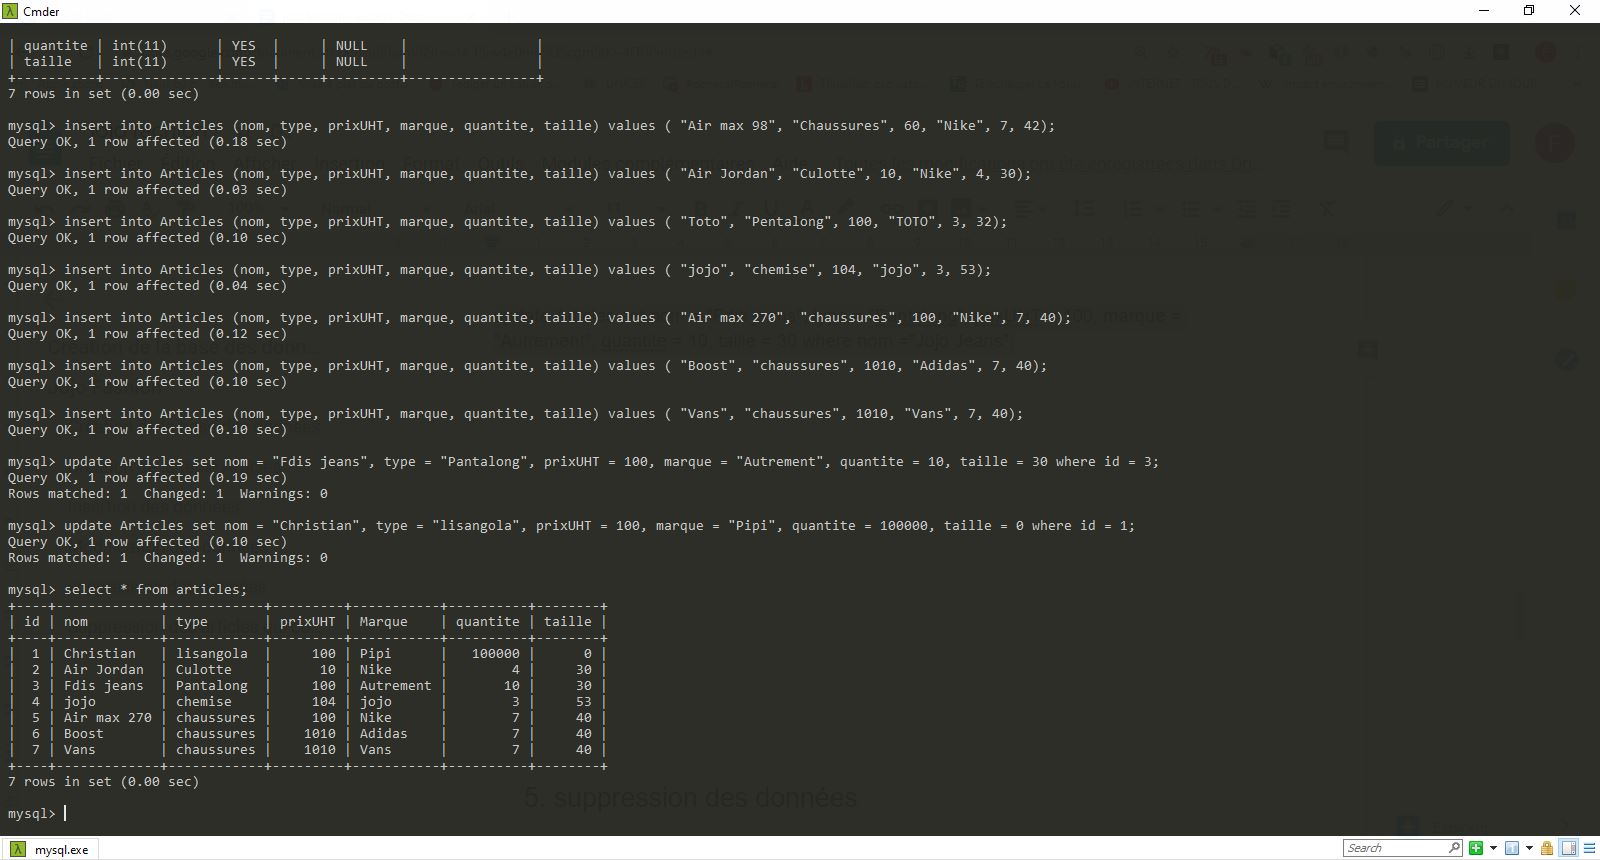 Cmder
| quantite | int(11)      | YES  |     | NULL    |                |
| taille   | int(11)      | YES  |     | NULL    |                |
+----------+--------------+------+-----+---------+----------------+
7 rows in set (0.00 sec)
mysql> insert into Articles (nom, type, prixUHT, marque, quantite, taille) values ( "Air max 98", "Chaussures", 60, "Nike", 7, 42);
Query OK, 1 row affected (0.18 sec)
mysql> insert into Articles (nom, type, prixUHT, marque, quantite, taille) values ( "Air Jordan", "Culotte", 10, "Nike", 4, 30);
Query OK, 1 row affected (0.03 sec)
mysql> insert into Articles (nom, type, prixUHT, marque, quantite, taille) values ( "Toto", "Pentalong", 100, "TOTO", 3, 32);
Query OK, 1 row affected (0.10 sec)
mysql> insert into Articles (nom, type, prixUHT, marque, quantite, taille) values ( "jojo", "chemise", 104, "jojo", 3, 53);
Query OK, 1 row affected (0.04 sec)
mysql> insert into Articles (nom, type, prixUHT, marque, quantite, taille) values ( "Air max 270", "chaussures", 100, "Nike", 7, 40);
Query OK, 1 row affected (0.12 sec)
mysql> insert into Articles (nom, type, prixUHT, marque, quantite, taille) values ( "Boost", "chaussures", 1010, "Adidas", 7, 40);
Query OK, 1 row affected (0.10 sec)
mysql> insert into Articles (nom, type, prixUHT, marque, quantite, taille) values ( "Vans", "chaussures", 1010, "Vans", 7, 40);
Query OK, 1 row affected (0.10 sec)
mysql> update Articles set nom = "Fdis jeans", type = "Pantalong", prixUHT = 100, marque = "Autrement", quantite = 10, taille = 30 where id = 3;
Query OK, 1 row affected (0.19 sec)
Rows matched: 1  Changed: 1  Warnings: 0
mysql> update Articles set nom = "Christian", type = "lisangola", prixUHT = 100, marque = "Pipi", quantite = 100000, taille = 0 where id = 1;
Query OK, 1 row affected (0.10 sec)
Rows matched: 1  Changed: 1  Warnings: 0
mysql> select * from articles;
+----+-------------+------------+---------+-----------+----------+--------+
| id | nom         | type       | prixUHT | Marque    | quantite | taille |
+----+-------------+------------+---------+-----------+----------+--------+
|  1 | Christian   | lisangola  |     100 | Pipi      |   100000 |      0 |
|  2 | Air Jordan  | Culotte    |      10 | Nike      |        4 |     30 |
|  3 | Fdis jeans  | Pantalong  |     100 | Autrement |       10 |     30 |
|  4 | jojo        | chemise    |     104 | jojo      |        3 |     53 |
|  5 | Air max 270 | chaussures |     100 | Nike      |        7 |     40 |
|  6 | Boost       | chaussures |    1010 | Adidas    |        7 |     40 |
|  7 | Vans        | chaussures |    1010 | Vans      |        7 |     40 |
+----+-------------+------------+---------+-----------+----------+--------+
7 rows in set (0.00 sec)
5. suppression des données
mysql>
mysql.exe
Search